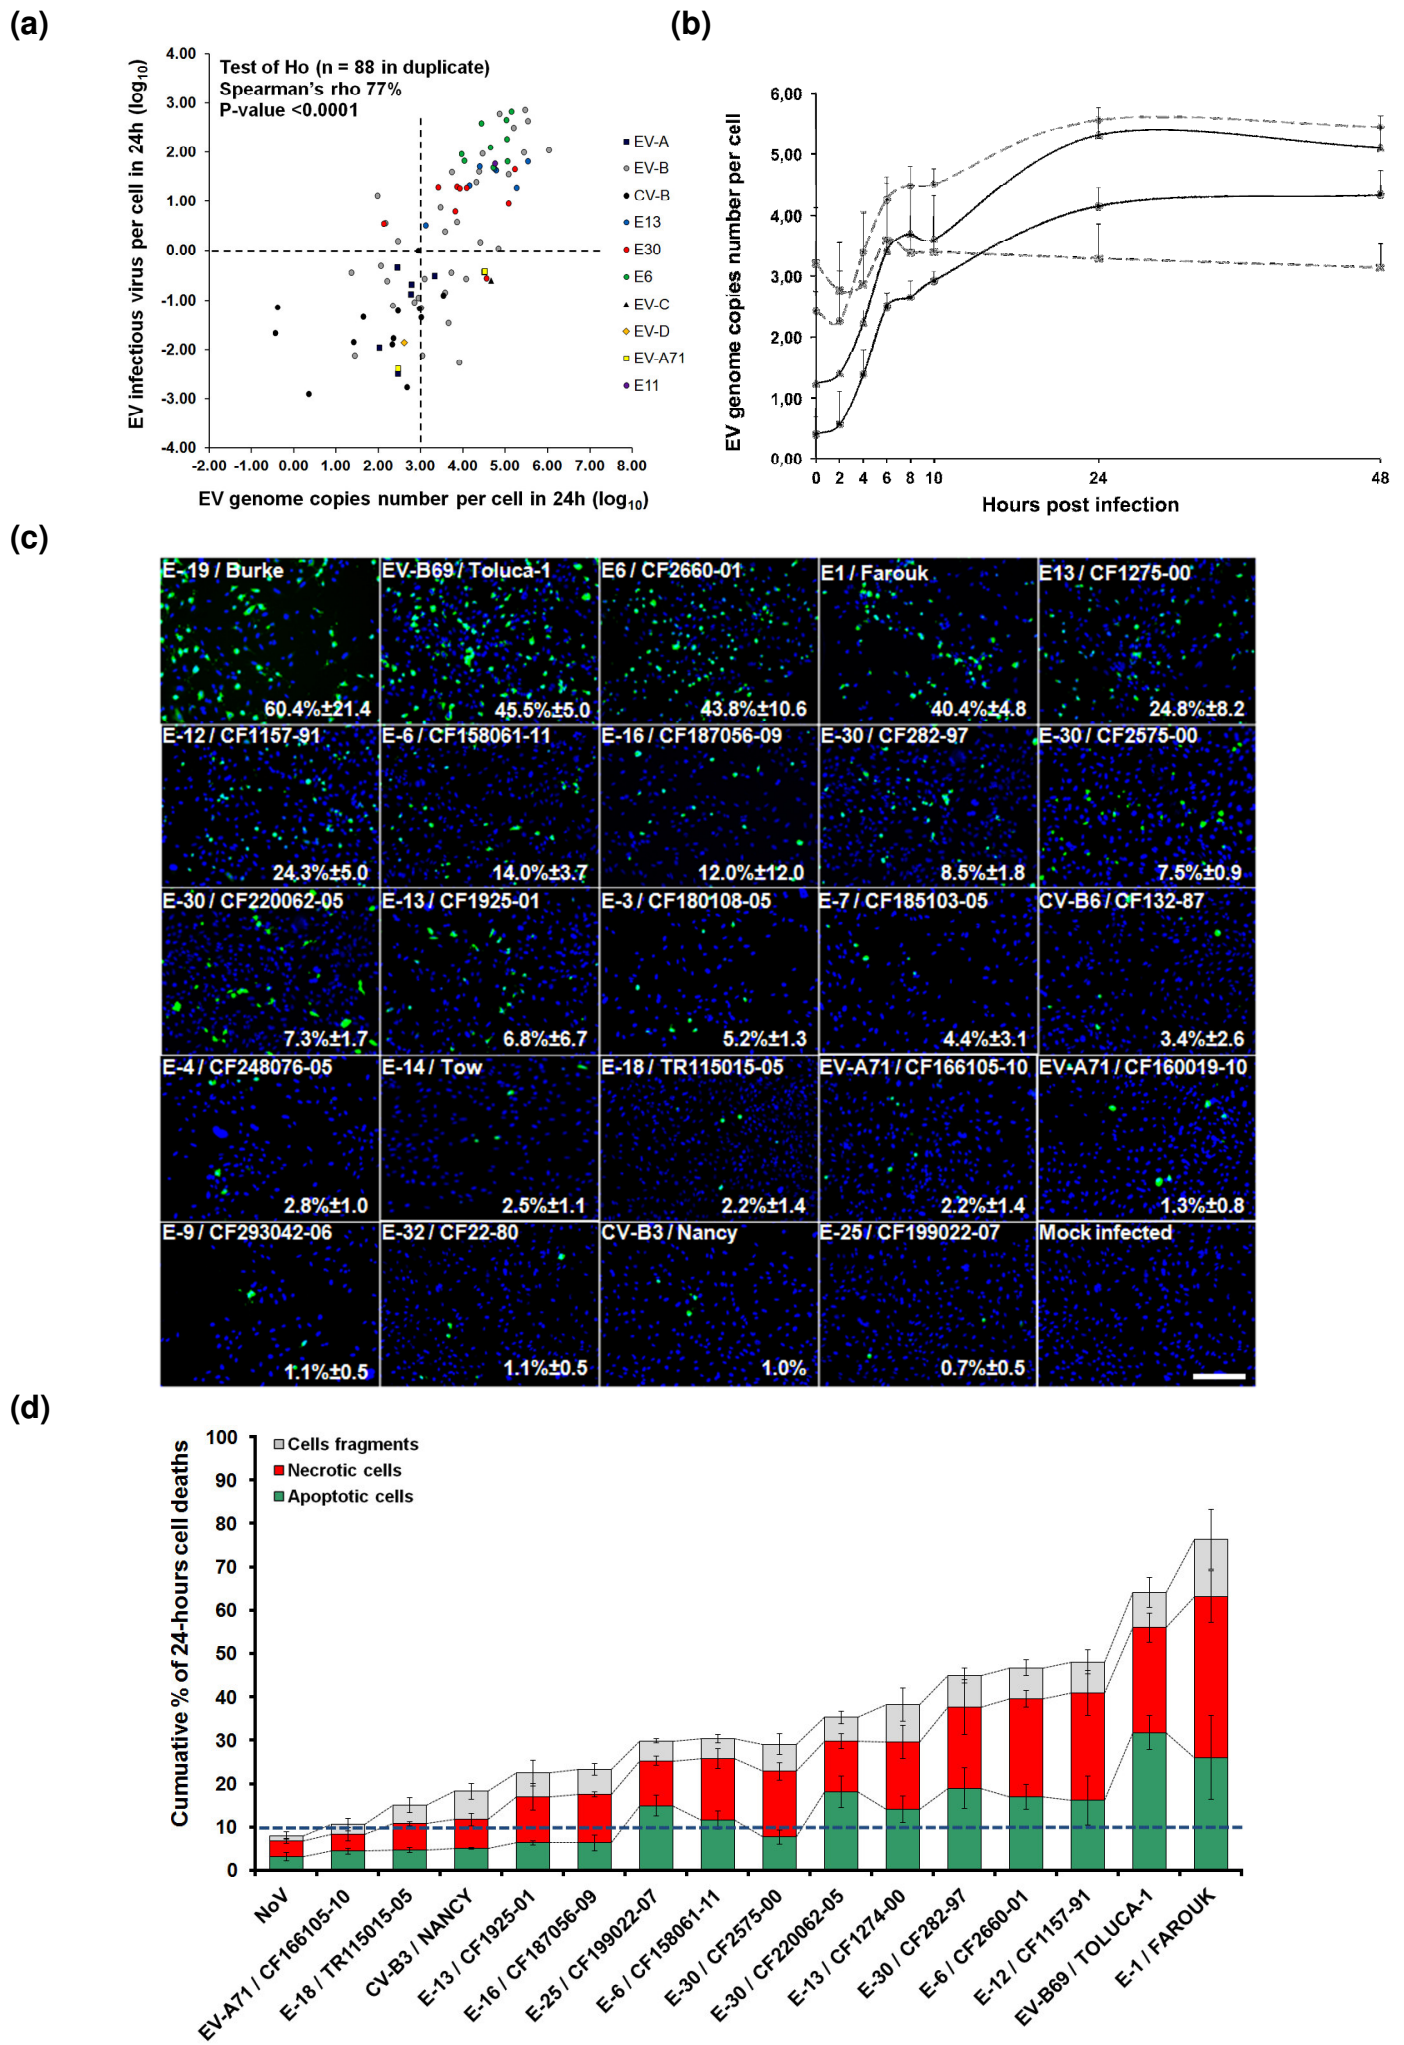 (a)
4.00
3.00
2.00
1.00
0.00
-1.00
-2.00
-3.00
-4.00
EV infectious virus per cell in 24h (log10)
Test of Ho (n = 88 in duplicate)
Spearman's rho 77%
P-value <0.0001
EV-A
EV-B
CV-B
E13
E30
E6
EV-C
EV-D
EV-A71
E11
-2.00 -1.00 0.00 1.00 2.00 3.00 4.00 5.00 6.00 7.00 8.00
EV genome copies number per cell in 24h (log10)
(b)
6,00
5,00
4,00
3,00
2,00
1,00
0,00
EV genome copies number per cell
0 2 4 6 8 10 24 48
Hours post infection
(c)
E- 19 / Burke
60.4%±21.4
EV-B69 / Toluca-1
45.5%±5.0
E6 / CF2660-01
43.8%±10.6
E1 / Farouk
40.4%±4.8
E13 / CF1275-00
24.8%±8.2
E-12 / CF1157-91
24.3%±5.0
E-6 / CF158061-11
14.0%±3.7
E-16 / CF187056-09
12.0%±12.0
E-30 / CF282-97
8.5%±1.8
E-30 / CF2575-00
7.5%±0.9
E-30 / CF220062-05
7.3%±1.7
E-13 / CF1925-01
6.8%±6.7
E-3 / CF180108-05
5.2%±1.3
E-7 / CF185103-05
4.4%±3.1
CV-B6 / CF132-87
3.4%±2.6
E-4 / CF248076-05
2.8%±1.0
E-14 / Tow
2.5%±1.1
E-18 / TR115015-05
2.2%±1.4
EV-A71 / CF166105-10
2.2%±1.4
EV-A71 / CF160019-10
1.3%±0.8
E-9 / CF293042-06
1.1%±0.5
E-32 / CF22-80
1.1%±0.5
CV-B3 / Nancy
1.0%
E-25 / CF199022-07
0.7%±0.5
Mock infected
(d)
100
90
80
70
60
50
40
30
20
10
0
Cumulative % of 24-hours cell deaths
Cells fragments
Necrotic cells
Apoptotic cells
NoV
EV-A71 / CF166105-10
E-18 / TR115015-05
CV-B3 / NANCY
E-13 / CF1925-01
E-16 / CF187056-09
E-25 / CF199022-07
E-6 / CF158061-11
E-30 / CF2575-00
E-30 / CF220062-05
E-13 / CF1274-00
E-30 / CF282-97
E-6 / CF2660-01
E-12 / CF1157-91
EV-B69 / TOLUCA-1
E-1 / FAROUK